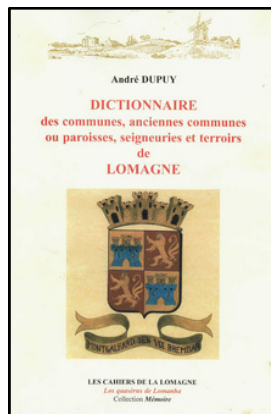 André DUPUY
DICTIONNAIRE
des communes, anciennes communes
ou paroisses, seigneuries et terroirs
de
LOMAGNE
LES CAHIERS DE LA LOMAGNE
Los quasèrns de Lomanha
Collection Mémoire